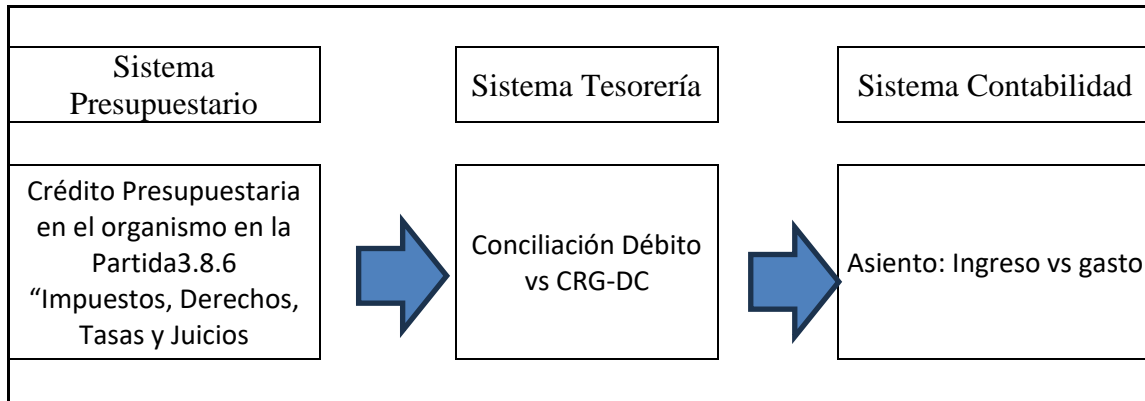 Sistema
Presupuestario
Sistema Tesorería
Sistema Contabilidad
Crédito Presupuestaria
en el organismo en la
Partida3.8.6
“Impuestos, Derechos,
Tasas y Juicios
Conciliación Débito
vs CRG-DC
Asiento: Ingreso vs gasto